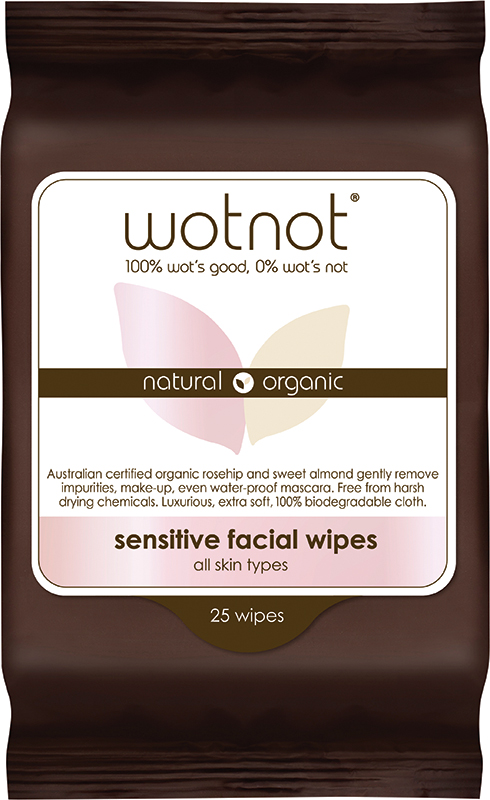 wotnot®
100% wot's good, 0% wot's not
natural organic
Australian certified organic rosehip and sweet almond gently remove
impurities, make-up, even water-proof mascara. Free from harsh
drying chemicals. Luxurious, extra soft, 100% biodegradable cloth.
sensitive facial wipes
all skin types
25 wipes